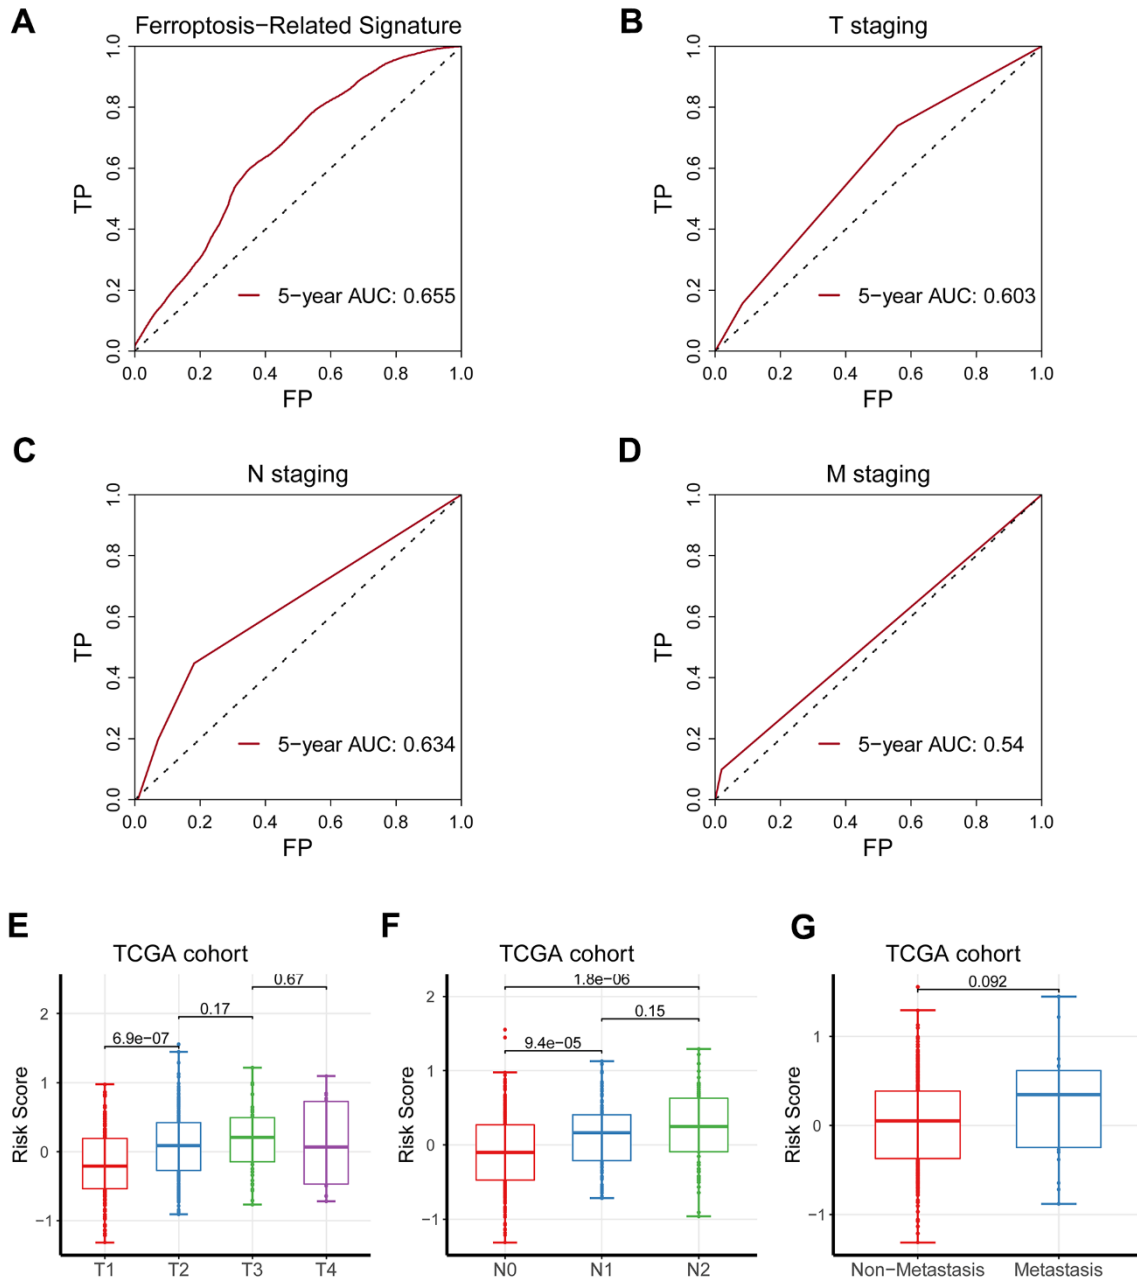 A
Ferroptosis−Related Signature
TP
0.0 0.2 0.4 0.6 0.8 1.0
5−year AUC: 0.655
0.0 0.2 0.4 0.6 0.8 1.0
FP
B
T staging
TP
0.0 0.2 0.4 0.6 0.8 1.0
5−year AUC: 0.603
0.0 0.2 0.4 0.6 0.8 1.0
FP
C
N staging
TP
0.0 0.2 0.4 0.6 0.8 1.0
5−year AUC: 0.634
0.0 0.2 0.4 0.6 0.8 1.0
FP
D
M staging
TP
0.0 0.2 0.4 0.6 0.8 1.0
5−year AUC: 0.54
0.0 0.2 0.4 0.6 0.8 1.0
FP
E
TCGA cohort
0.67
0.17
6.9e−07
Risk Score
2
1
0
−1
T1 T2 T3 T4
F
TCGA cohort
1.8e−06
0.15
9.4e−05
Risk Score
2
1
0
−1
N0 N1 N2
G
TCGA cohort
0.092
Risk Score
1
0
−1
Non−Metastasis Metastasis